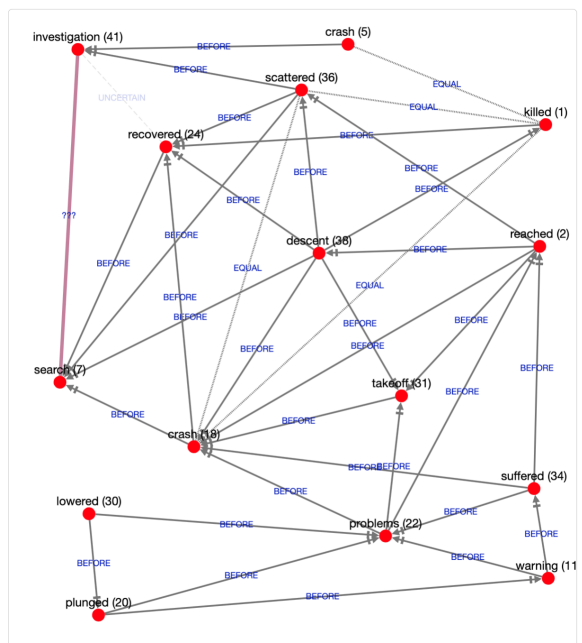 crash (5)
investigation (41)
BEFORE
BEFORE
scattered (36)
EQUAL
UNCERTAIN
EQUAL
killed (1)
BEFORE
recovered (24)
BEFORE
BEFORE
BEFORE
BEFORE
BEFORE
???
descent (38)
reached (2)
BEFORE
BEFORE
EQUAL
EQUAL
BEFORE
BEFORE
BEFORE
BEFORE
BEFORE
BEFORE
search (7)
takeoff (31)
BEFORE
BEFORE
BEFORE
crash (18)
BEFORE
BEFORE
suffered (34)
BEFORE
lowered (30)
BEFORE
BEFORE
BEFORE
problems (22)
BEFORE
BEFORE
BEFORE
warning (11
BEFORE
plunged (20)
BEFORE